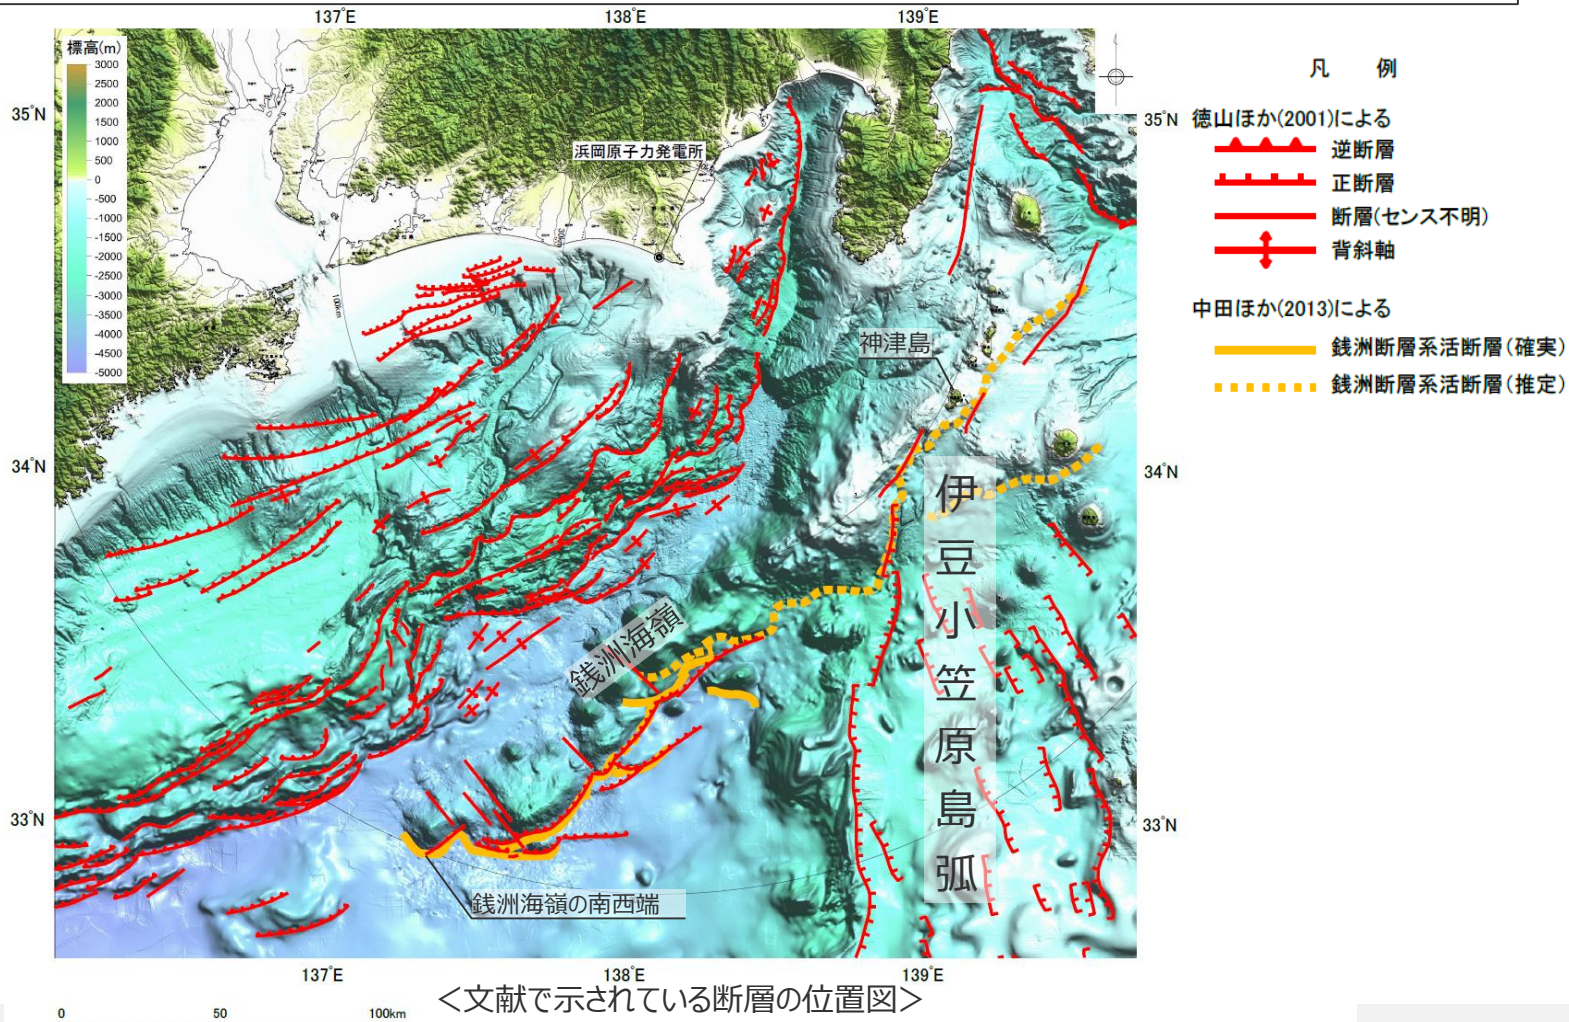 137°E
138°E
139°E
標高(m)
3000
2500
2000
1500
1000
500
0
-500
-1000
-1500
-2000
-2500
-3000
-3500
-4000
-4500
-5000
35°N
34°N
33°N
35°N
34°N
33°N
浜岡原子力発電所
100km
神津島
銭洲海嶺
伊豆小笠原島弧
銭洲海嶺の南西端
137°E
138°E
139°E
凡 例
徳山ほか(2001)による
逆断層
正断層
断層(センス不明)
背斜軸
中田ほか(2013)による
銭洲断層系活断層(確実)
銭洲断層系活断層(推定)
<文献で示されている断層の位置図>
0 50 100km